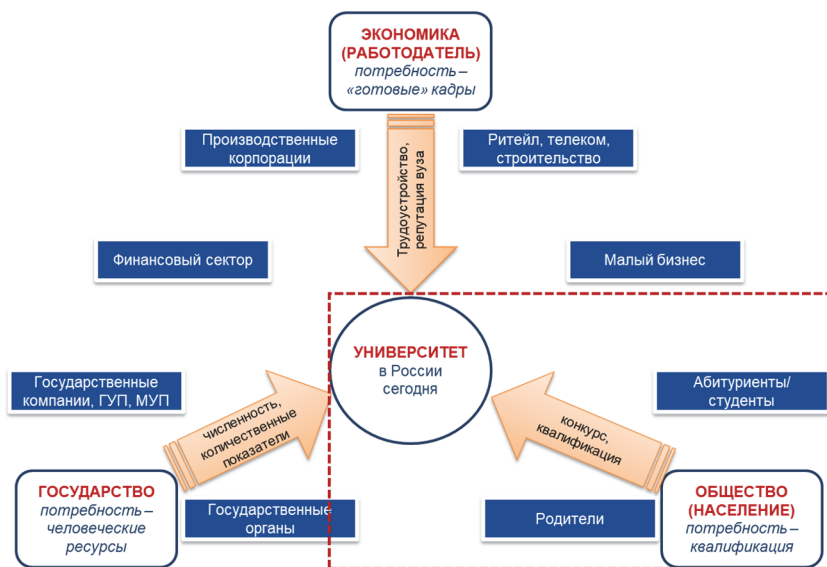 ЭКОНОМИКА
(РАБОТОДАТЕЛЬ)
потребность –
«готовые» кадры
Производственные
корпорации
Трудоустройство,
репутация вуза
Ритейл, телеком,
строительство
Финансовый сектор
Малый бизнес
УНИВЕРСИТЕТ
в России
сегодня
Государственные
компании, ГУП, МУП
численность,
количественные
показатели
конкурс,
квалификация
Абитуриенты/
студенты
ГОСУДАРСТВО
потребность –
человеческие
ресурсы
Государственные
органы
Родители
ОБЩЕСТВО
(НАСЕЛЕНИЕ)
потребность –
квалификация